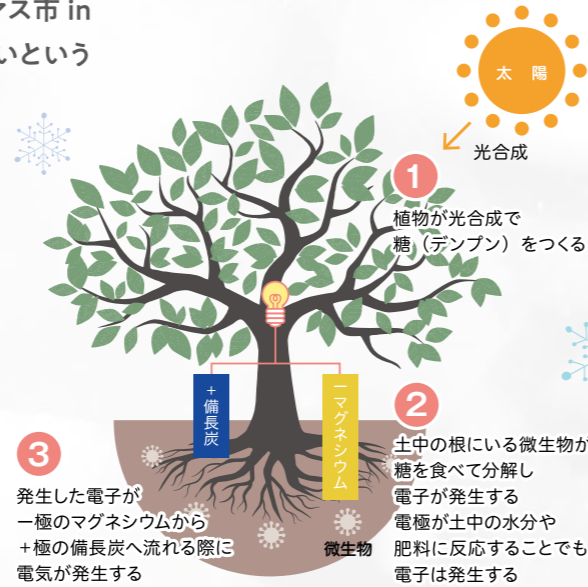 マス市 in
いという
太 陽
光合成
1
植物が光合成で
糖（デンプン）をつくる
+備長炭
−マグネシウム
2
土中の根にいる微生物が
糖を食べて分解し
電子が発生する
電極が土中の水分や
肥料に反応することでも
電子は発生する
微生物
3
発生した電子が
−極のマグネシウムから
+極の備長炭へ流れる際に
電気が発生する